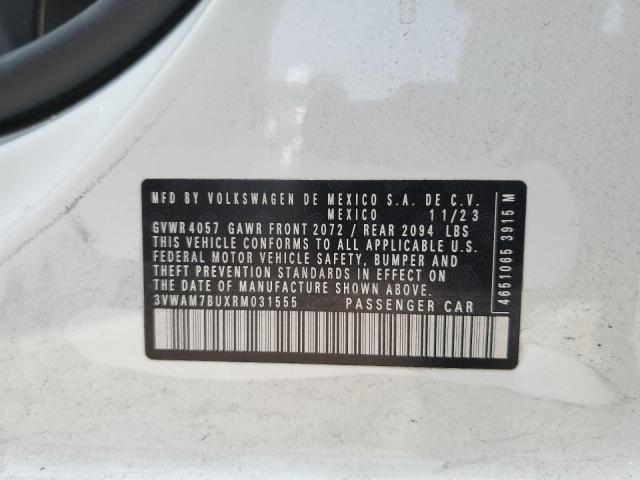 MFD BY VOLKSWAGEN DE MEXICO S.A. DE C.V.
MEXICO 11/23
GVWR 4057 GAWR FRONT 2072 / REAR 2094 LBS
THIS VEHICLE CONFORMS TO ALL APPLICABLE U.S.
FEDERAL MOTOR VEHICLE SAFETY, BUMPER AND
THEFT PREVENTION STANDARDS IN EFFECT ON
THE DATE OF MANUFACTURE SHOWN ABOVE.
3VWAM7BUXRM031555 PASSENGER CAR
4651065 3915 M